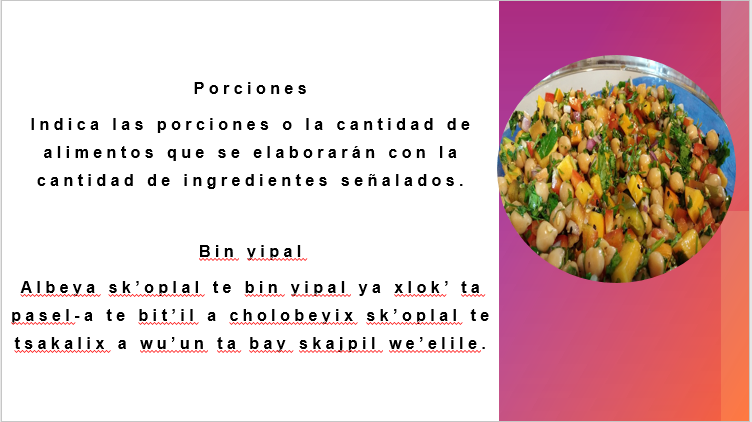 Porciones
Indica las porciones o la cantidad de
alimentos que se elaborarán con la
cantidad de ingredientes señalados.
Bin yipal
Albeya sk’oplal te bin yipal ya xlok’ ta
pasel-a te bit’il a cholobeyix sk’oplal te
tsakalix a wu’un ta bay skajpil we’elile.